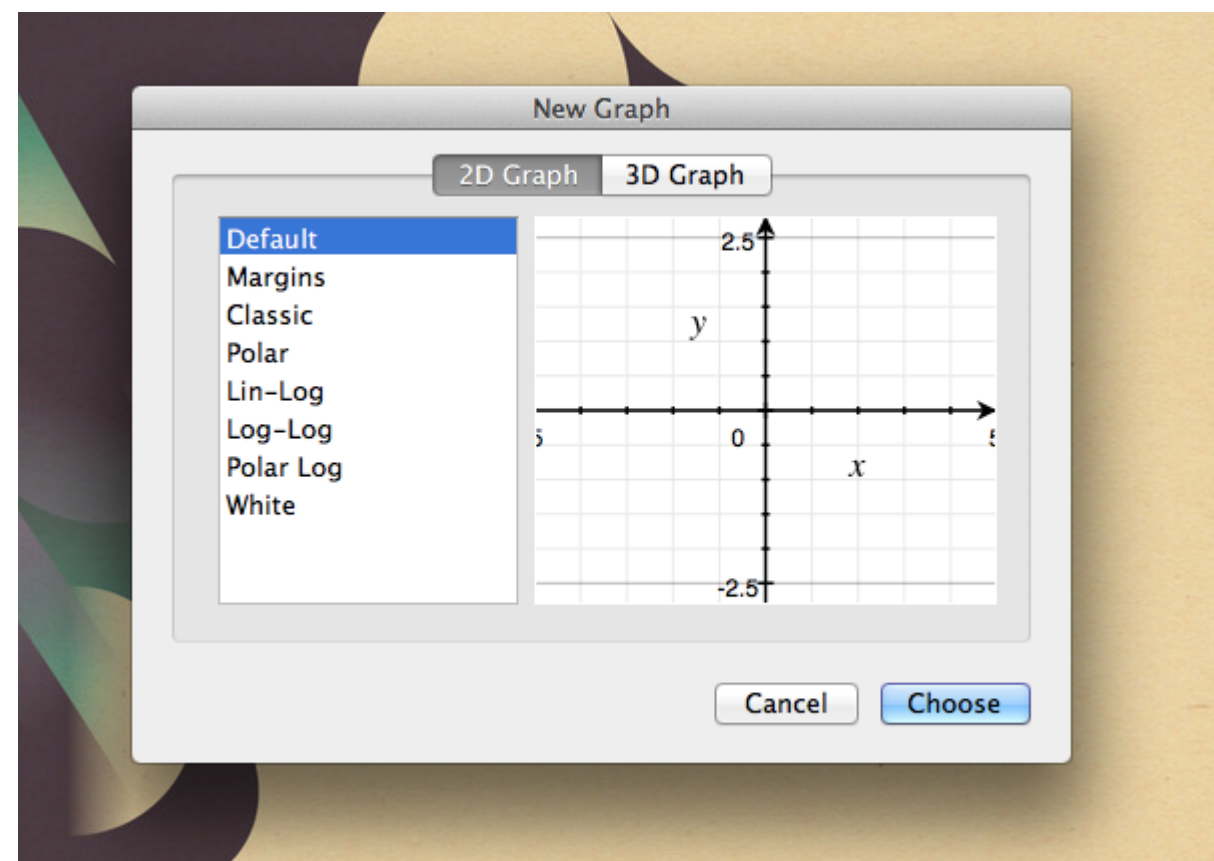 New Graph
2D Graph 3D Graph
Default
Margins
Classic
Polar
Lin-Log
Log-Log
Polar Log
White
2.5
y
0
x
-2.5
Cancel Choose